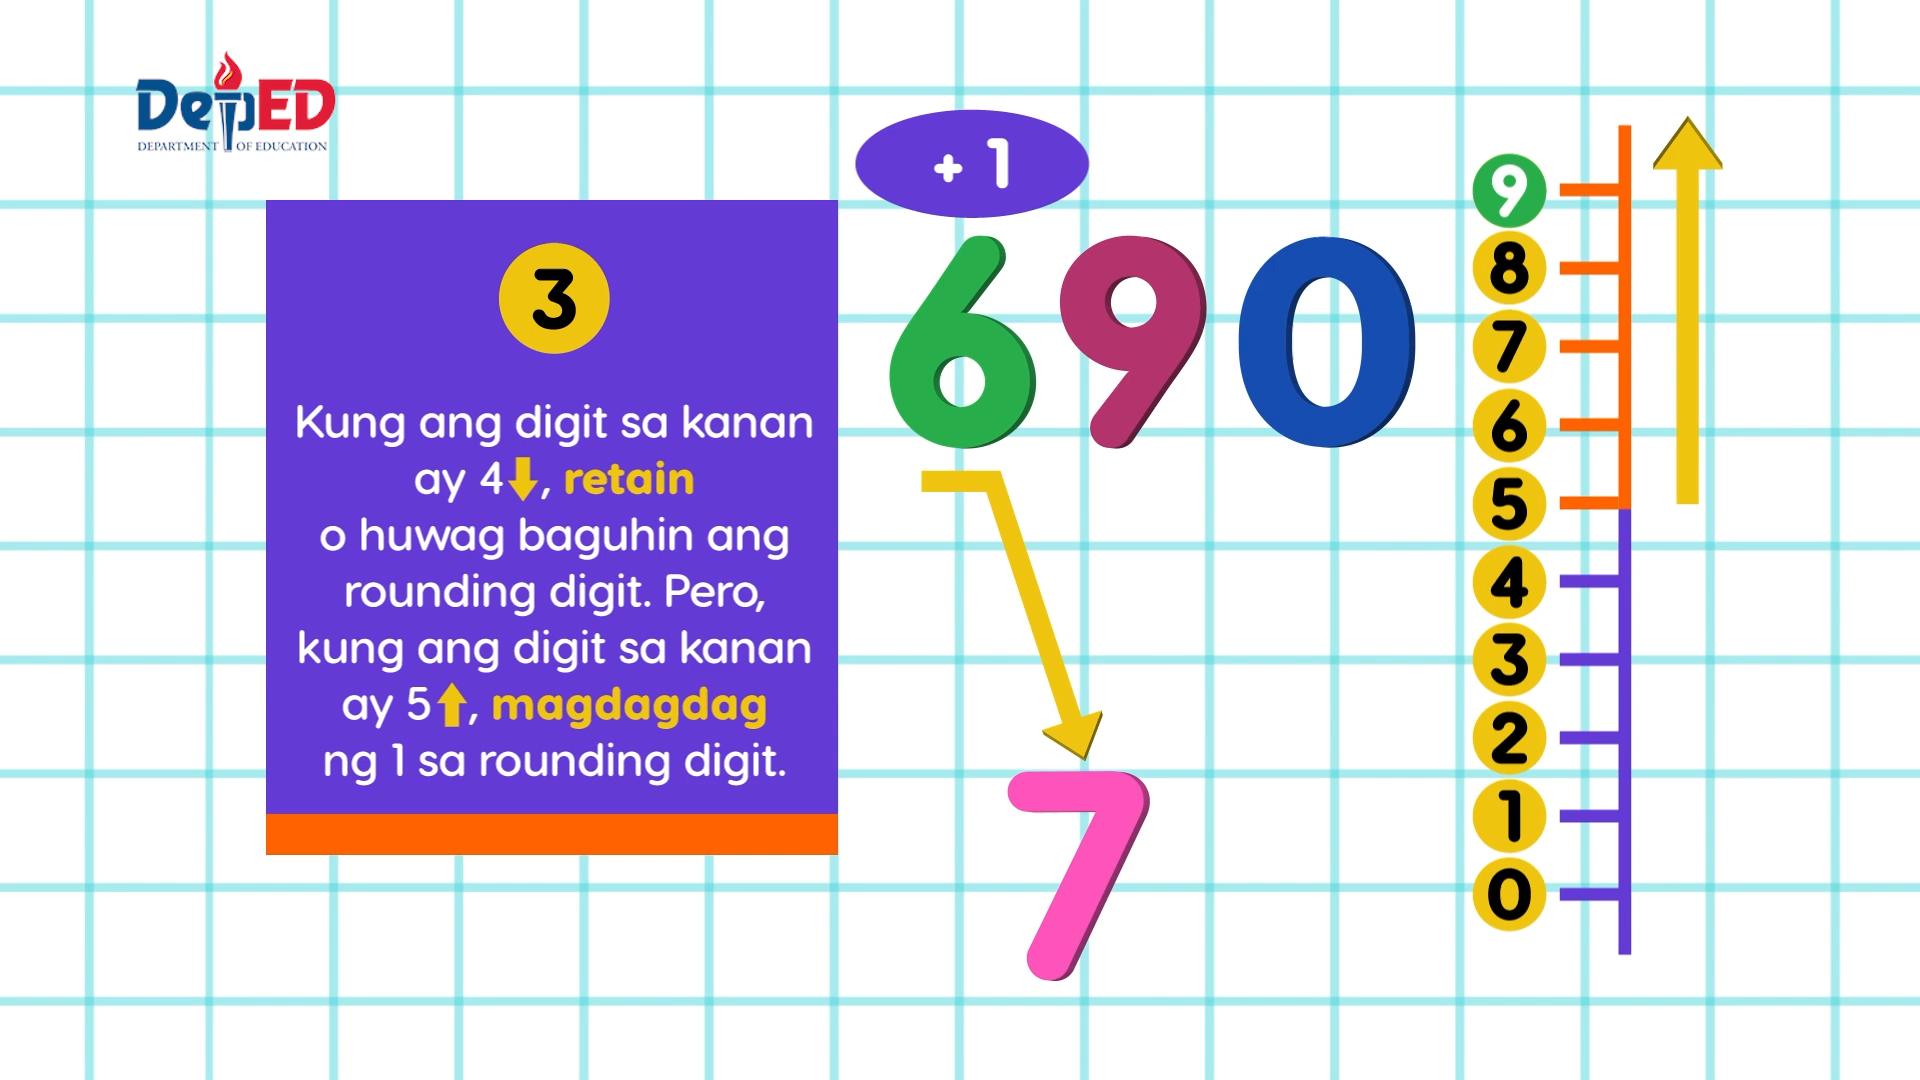 DepED
DEPARTMENT OF EDUCATION
3
Kung ang digit sa kanan
ay 4⬇, retain
o huwag baguhin ang
rounding digit. Pero,
kung ang digit sa kanan
ay 5⬆, magdagdag
ng 1 sa rounding digit.
+ 1
690
7
9
8
7
6
5
4
3
2
1
0